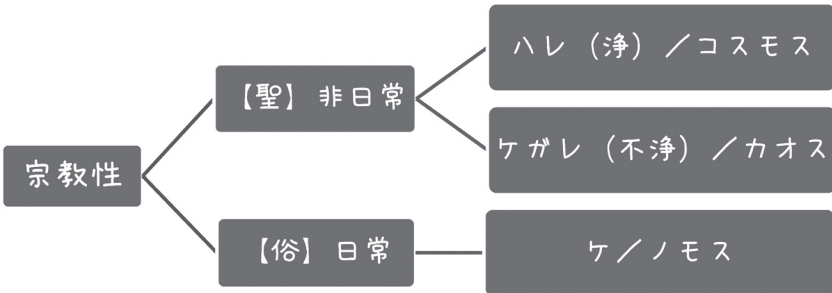 宗教性
【聖】非日常
ハレ（浄）／コスモス
ケガレ（不浄）／カオス
【俗】日常
ケ／ノモス